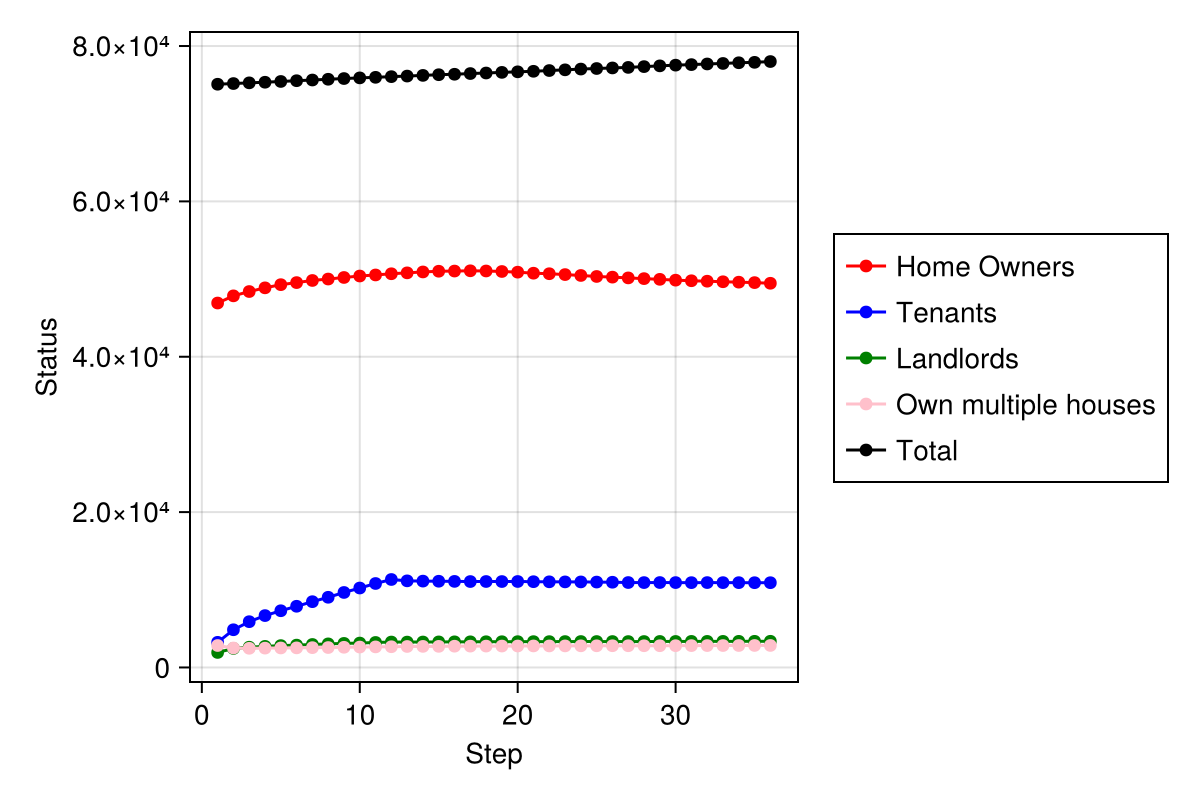 8.0×10⁴
6.0×10⁴
4.0×10⁴
2.0×10⁴
0
Status
0 10 20 30
Step
Home Owners
Tenants
Landlords
Own multiple houses
Total